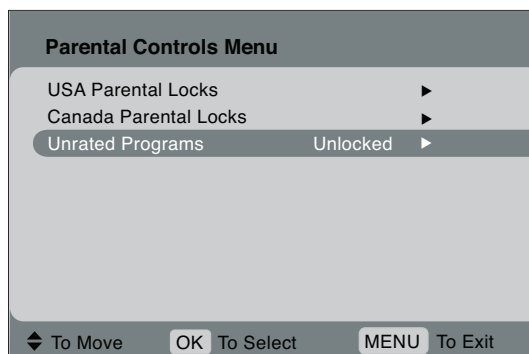 Parental Controls Menu
USA Parental Locks
Canada Parental Locks
Unrated Programs Unlocked
To Move OK To Select MENU To Exit